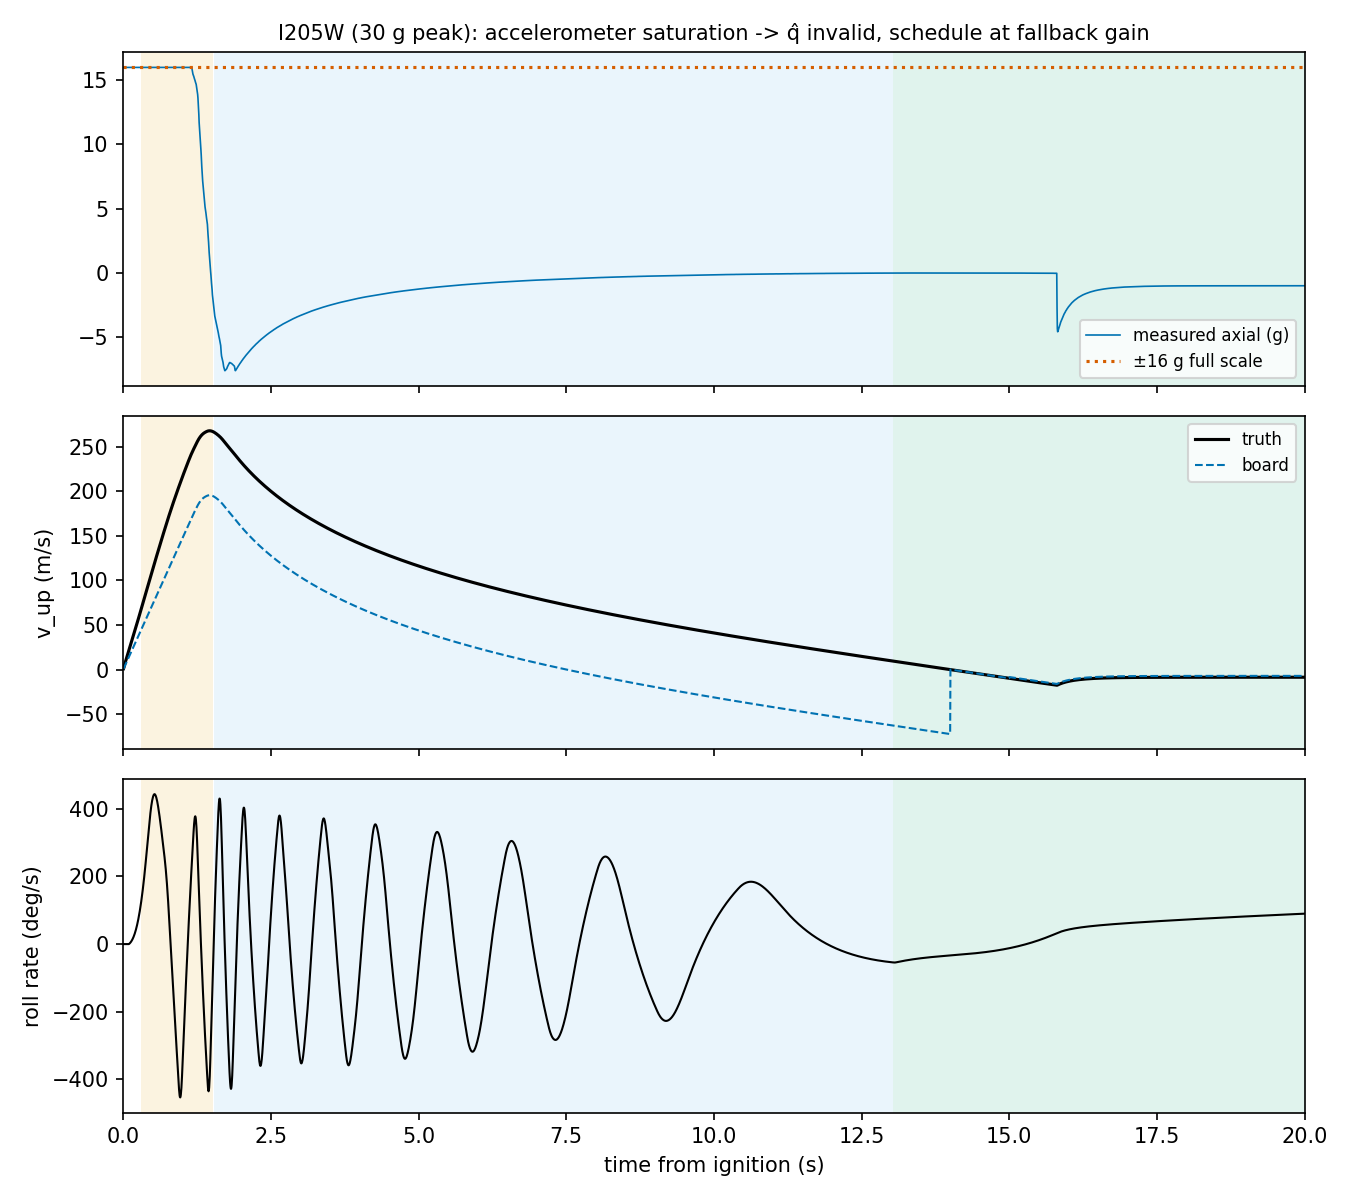 I205W (30 g peak): accelerometer saturation -> q̂ invalid, schedule at fallback gain
15
10
5
0
−5
measured axial (g)
±16 g full scale
v_up (m/s)
250
200
150
100
50
0
−50
truth
board
roll rate (deg/s)
400
200
0
−200
−400
0.0 2.5 5.0 7.5 10.0 12.5 15.0 17.5 20.0
time from ignition (s)